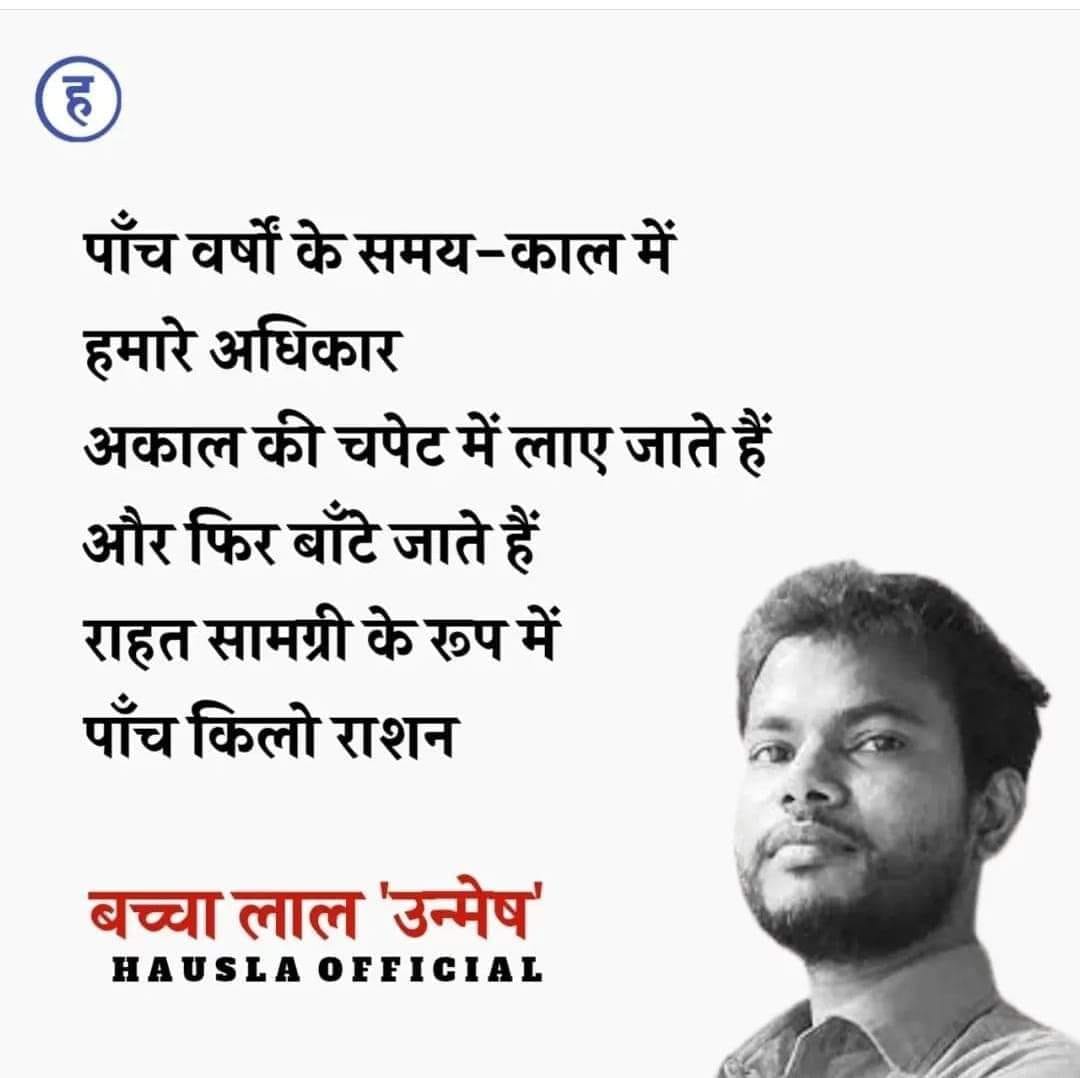 ह
पाँच वर्षों के समय-काल में
हमारे अधिकार
अकाल की चपेट में लाए जाते हैं
और फिर बाँटे जाते हैं
राहत सामग्री के रूप में
पाँच किलो राशन
बच्चा लाल 'उन्मेष'
HAUSLA OFFICIAL